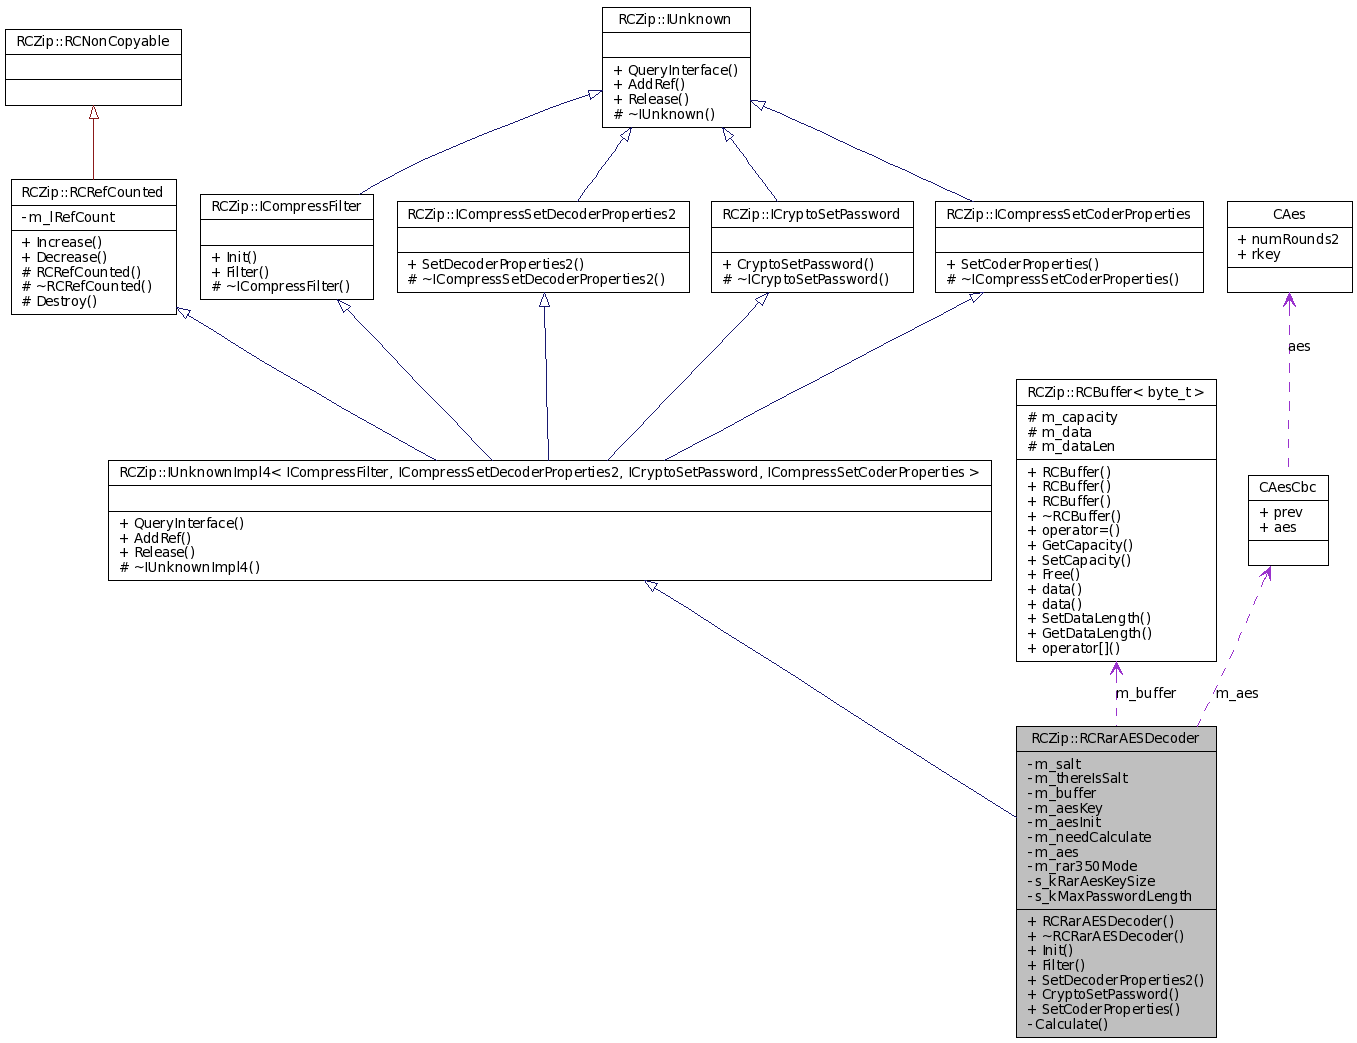 RCZip::IUnknown
+ QueryInterface()
+ AddRef()
+ Release()
# ~IUnknown()
RCZip::RCNonCopyable
RCZip::RCRefCounted
- m_lRefCount
+ Increase()
+ Decrease()
# RCRefCounted()
# ~RCRefCounted()
# Destroy()
RCZip::ICompressFilter
+ Init()
+ Filter()
# ~ICompressFilter()
RCZip::ICompressSetDecoderProperties2
+ SetDecoderProperties2()
# ~ICompressSetDecoderProperties2()
RCZip::ICryptoSetPassword
+ CryptoSetPassword()
# ~ICryptoSetPassword()
RCZip::ICompressSetCoderProperties
+ SetCoderProperties()
# ~ICompressSetCoderProperties()
CAes
+ numRounds2
+ rkey
aes
RCZip::RCBuffer< byte_t >
# m_capacity
# m_data
# m_dataLen
+ RCBuffer()
+ RCBuffer()
+ RCBuffer()
+ ~RCBuffer()
+ operator=()
+ GetCapacity()
+ SetCapacity()
+ Free()
+ data()
+ data()
+ SetDataLength()
+ GetDataLength()
+ operator[]()
RCZip::IUnknownImpl4< ICompressFilter, ICompressSetDecoderProperties2, ICryptoSetPassword, ICompressSetCoderProperties >
+ QueryInterface()
+ AddRef()
+ Release()
# ~IUnknownImpl4()
CAesCbc
+ prev
+ aes
m_buffer
m_aes
RCZip::RCRarAESDecoder
- m_salt
- m_thereIsSalt
- m_buffer
- m_aesKey
- m_aesInit
- m_needCalculate
- m_aes
- m_rar350Mode
- s_kRarAesKeySize
- s_kMaxPasswordLength
+ RCRarAESDecoder()
+ ~RCRarAESDecoder()
+ Init()
+ Filter()
+ SetDecoderProperties2()
+ CryptoSetPassword()
+ SetCoderProperties()
- Calculate()